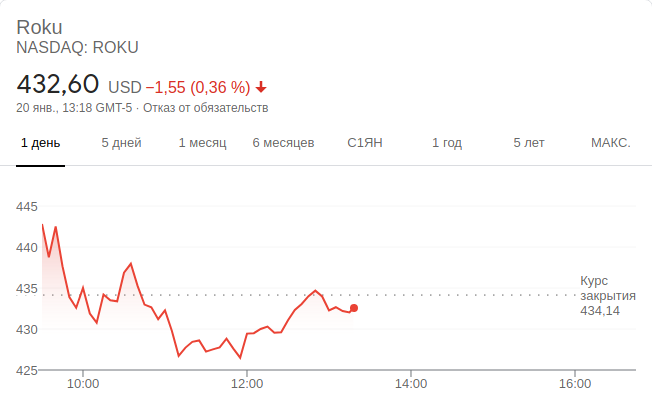 Roku
NASDAQ: ROKU
432,60 USD −1,55 (0,36 %)
20 янв., 13:18 GMT-5 · Отказ от обязательств
1 день 5 дней 1 месяц 6 месяцев С1ЯН 1 год 5 лет МАКС.
445
440
435
430
425
Курс
закрытия
434,14
10:00 12:00 14:00 16:00